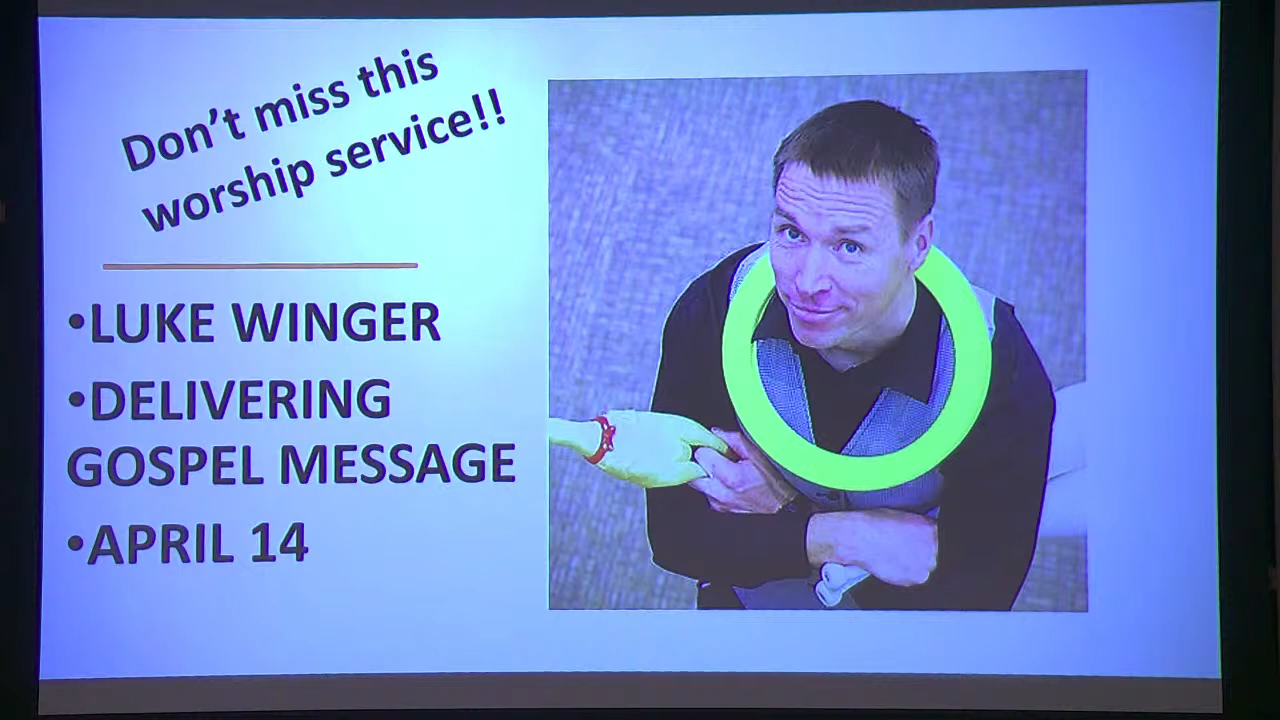 Don't miss this
worship service!!
•LUKE WINGER
•DELIVERING
GOSPEL MESSAGE
•APRIL 14